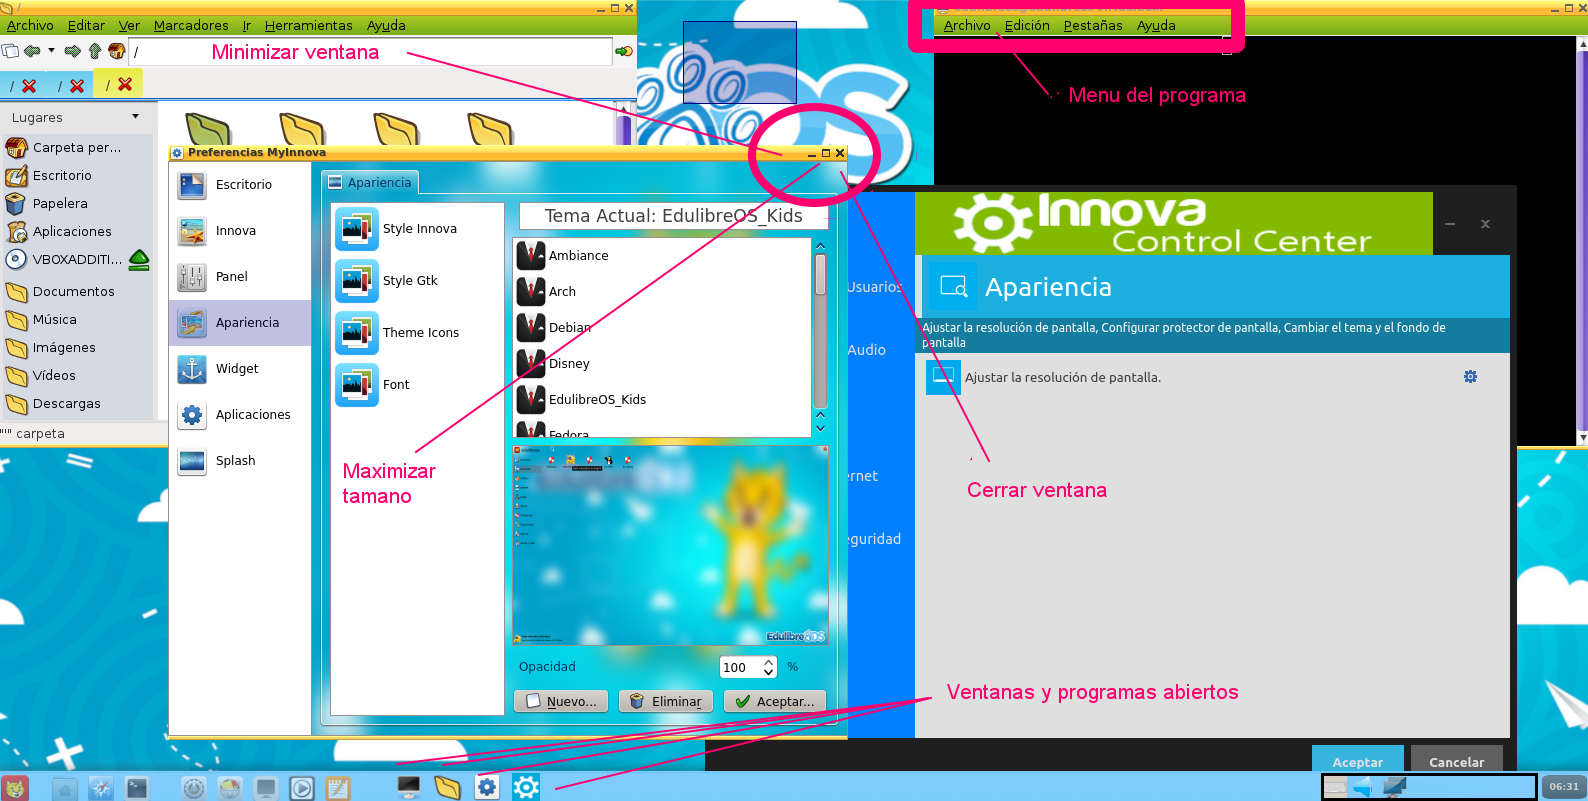 /
Archivo Editar Ver Marcadores Ir Herramientas Ayuda
/
Minimizar ventana
/ / /
Lugares
Carpeta per...
Escritorio
Papelera
Aplicaciones
VBOXADDITI...
Documentos
Música
Imágenes
Vídeos
Descargas
carpeta
Archivo Edición Pestañas Ayuda
Menu del programa
OS
Preferencias MyInnova
Escritorio
Innova
Panel
Apariencia
Widget
Aplicaciones
Splash
Apariencia
Style Innova
Style Gtk
Theme Icons
Font
Tema Actual: EdulibreOS_Kids
Ambiance
Arch
Debian
Disney
EdulibreOS_Kids
Fedora
Maximizar
tamano
EdulibreOS
Opacidad
100 %
Nuevo...
Eliminar
Aceptar...
Innova
Control Center
– x
Usuarios
Audio
ernet
eguridad
Apariencia
Ajustar la resolución de pantalla, Configurar protector de pantalla, Cambiar el tema y el fondo de
pantalla
Ajustar la resolución de pantalla.
Cerrar ventana
Ventanas y programas abiertos
Aceptar
Cancelar
06:31